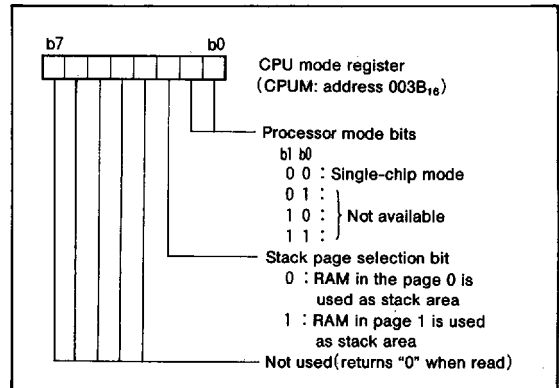 b7 b0
CPU mode register
(CPUM: address 003B₁₆)
Processor mode bits
b1 b0
0 0 : Single-chip mode
0 1 :
1 0 : Not available
1 1 :
Stack page selection bit
0 : RAM in the page 0 is
used as stack area
1 : RAM in page 1 is used
as stack area
Not used(returns "0" when read)